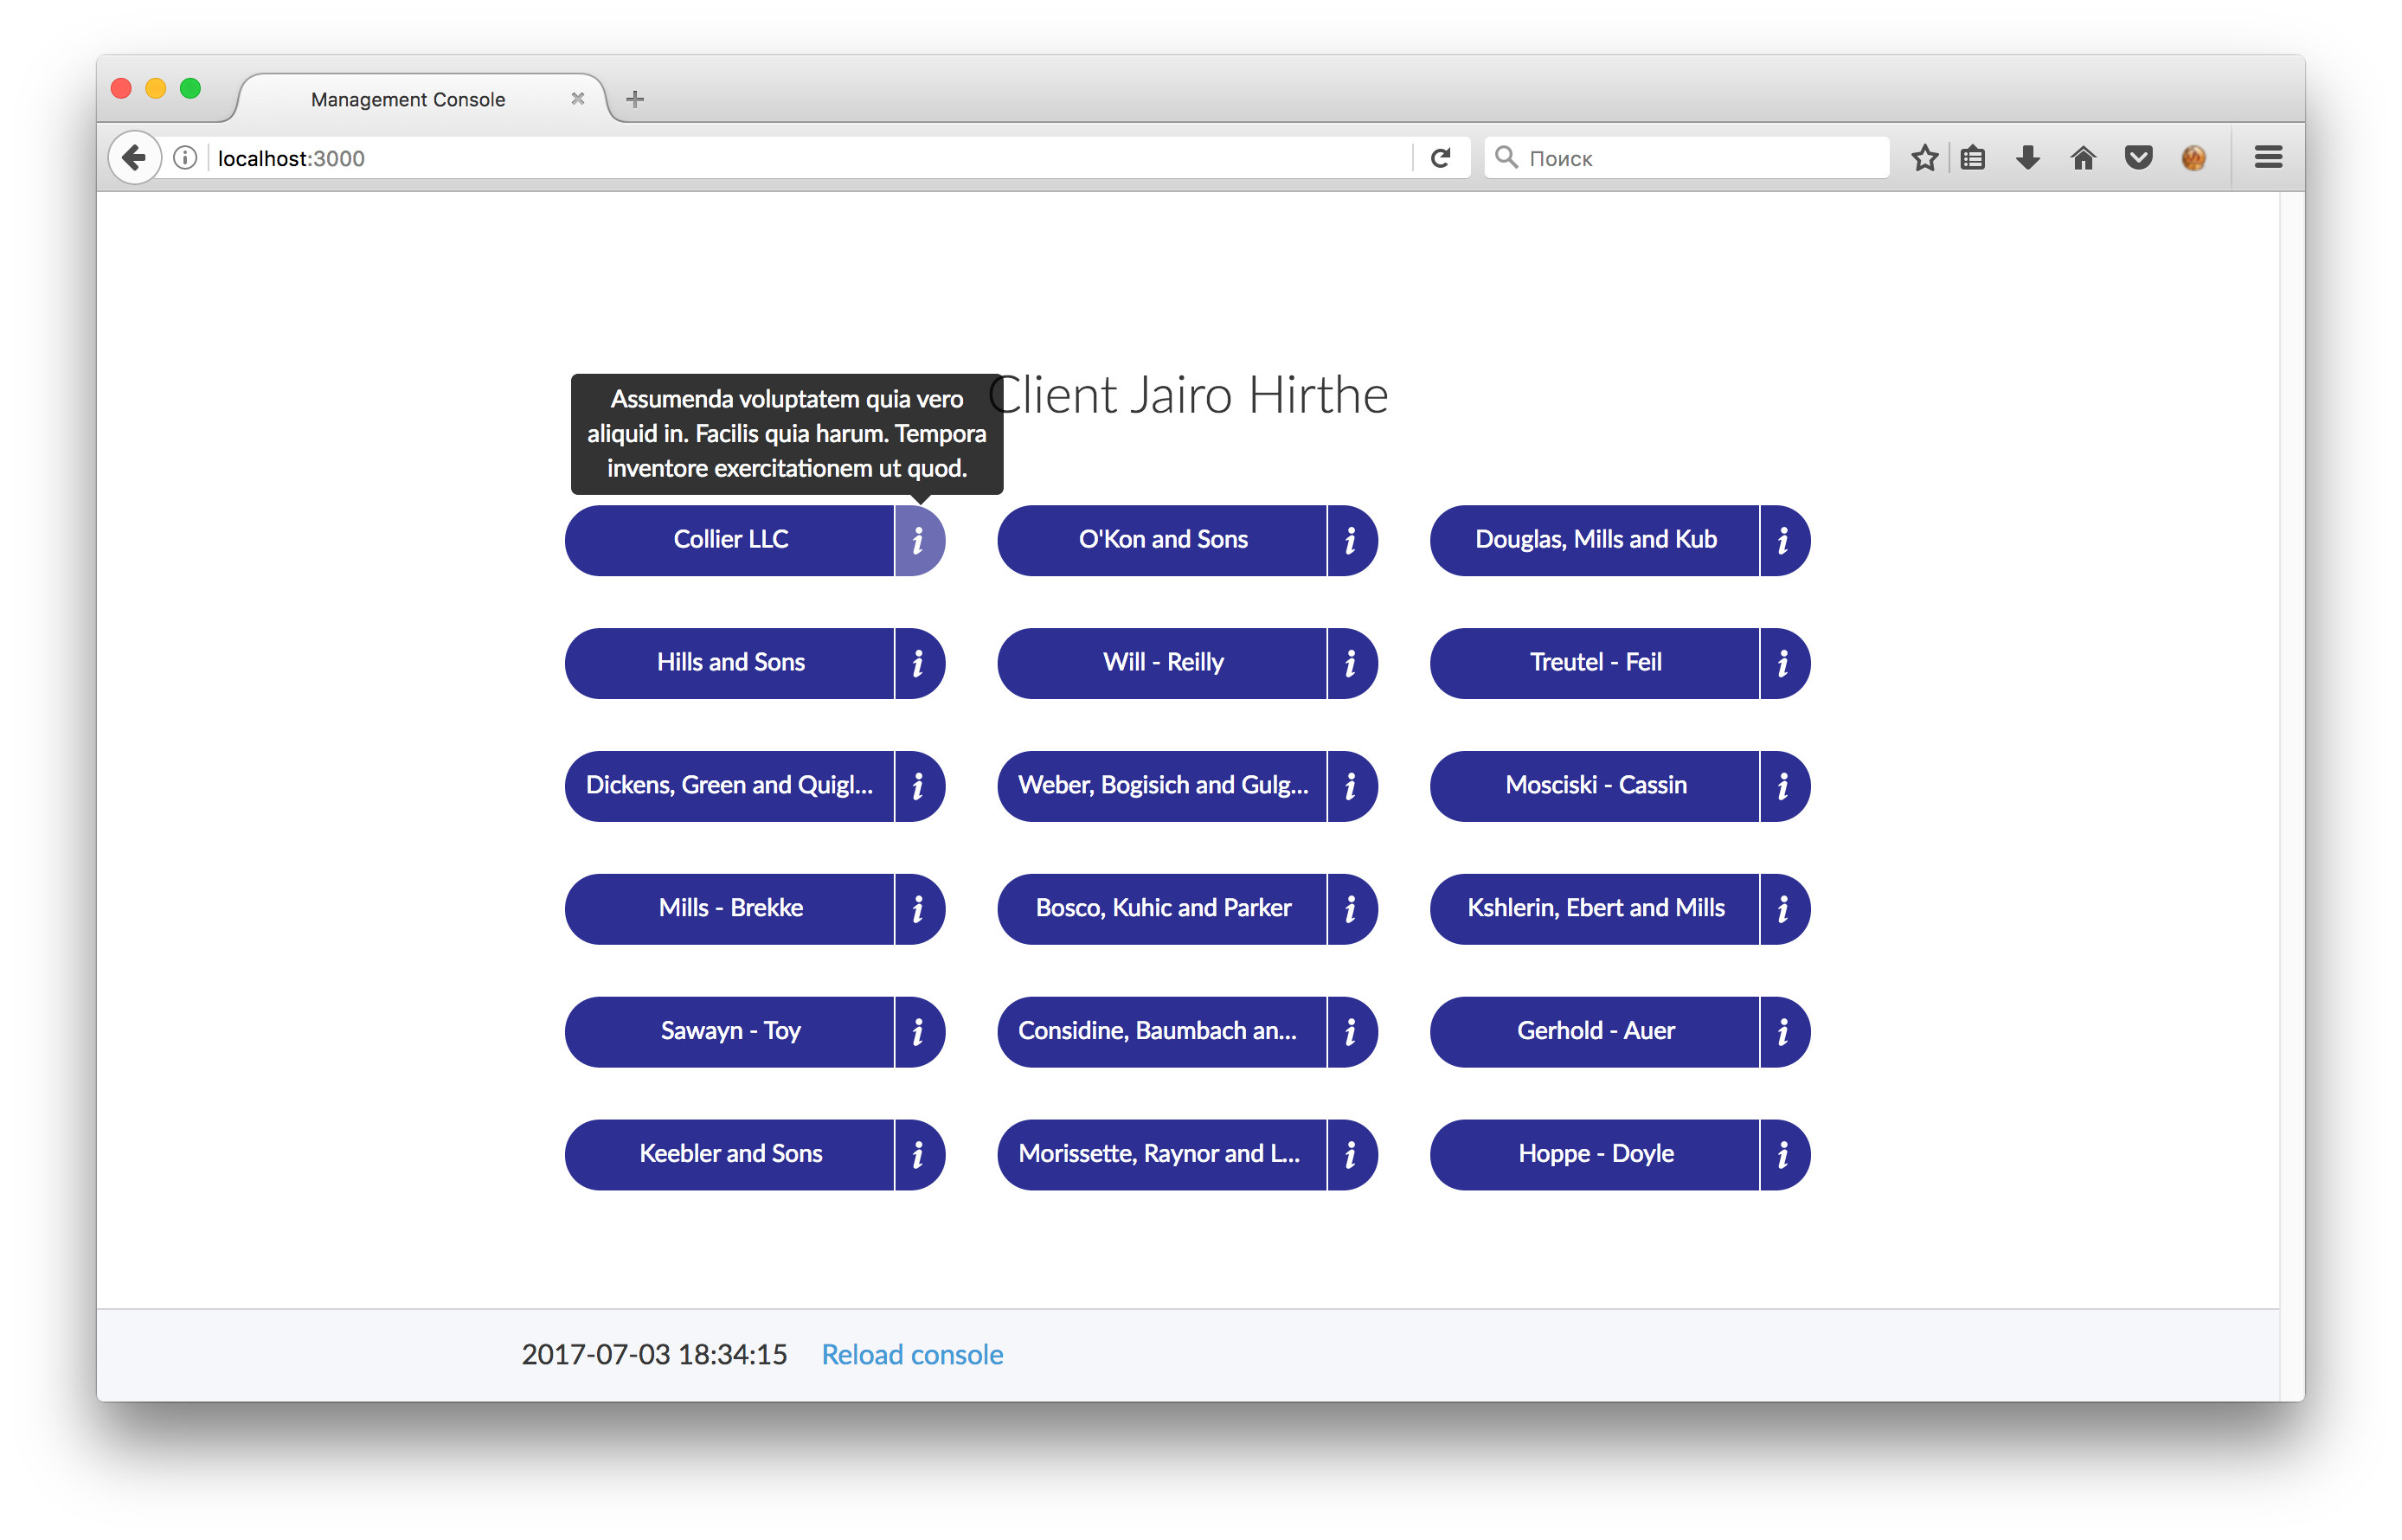 Management Console
localhost:3000
Поиск
Client Jairo Hirthe
Assumenda voluptatem quia vero
aliquid in. Facilis quia harum. Tempora
inventore exercitationem ut quod.
Collier LLC i
O'Kon and Sons i
Douglas, Mills and Kub i
Hills and Sons i
Will - Reilly i
Treutel - Feil i
Dickens, Green and Quigl... i
Weber, Bogisich and Gulg... i
Mosciski - Cassin i
Mills - Brekke i
Bosco, Kuhic and Parker i
Kshlerin, Ebert and Mills i
Sawayn - Toy i
Considine, Baumbach an... i
Gerhold - Auer i
Keebler and Sons i
Morissette, Raynor and L... i
Hoppe - Doyle i
2017-07-03 18:34:15 Reload console